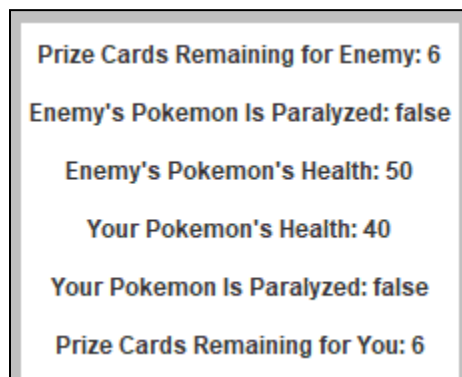 Prize Cards Remaining for Enemy: 6
Enemy's Pokemon Is Paralyzed: false
Enemy's Pokemon's Health: 50
Your Pokemon's Health: 40
Your Pokemon Is Paralyzed: false
Prize Cards Remaining for You: 6